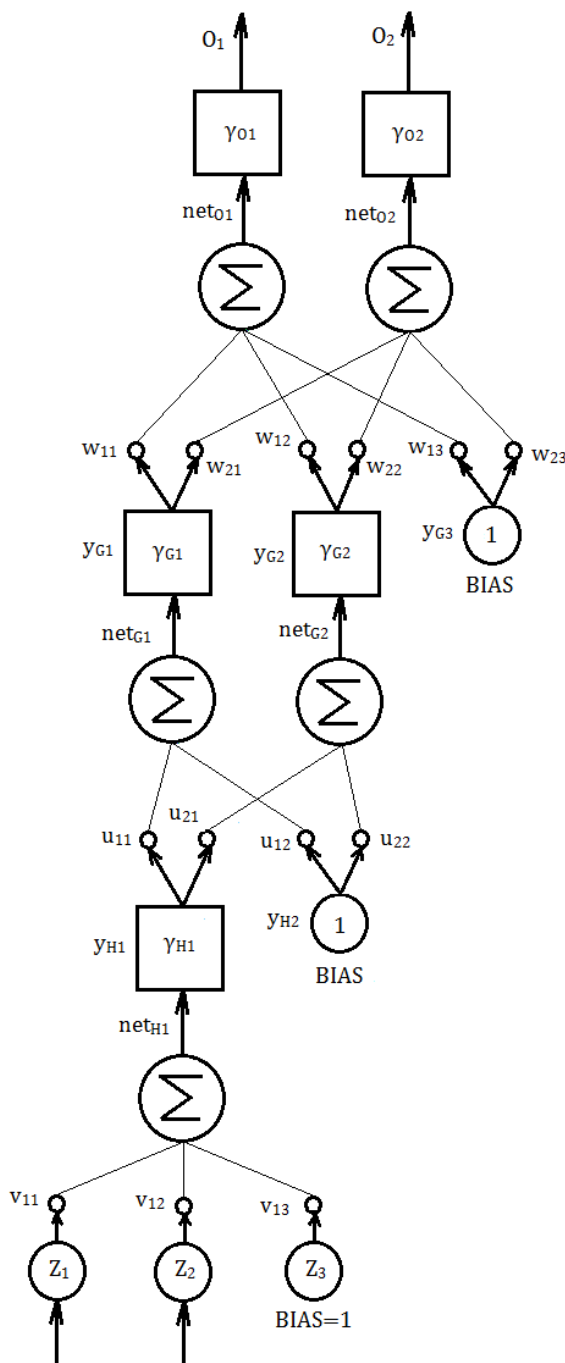 O1 O2
γO1 γO2
netO1 netO2
∑ ∑
w11 w21 w12 w22 w13 w23
yG1 γG1 yG2 γG2 yG3 1
BIAS
netG1 netG2
∑ ∑
u11 u21 u12 u22
yH1 γH1 yH2 1
BIAS
netH1
∑
v11 v12 v13
Z1 Z2 Z3
BIAS=1